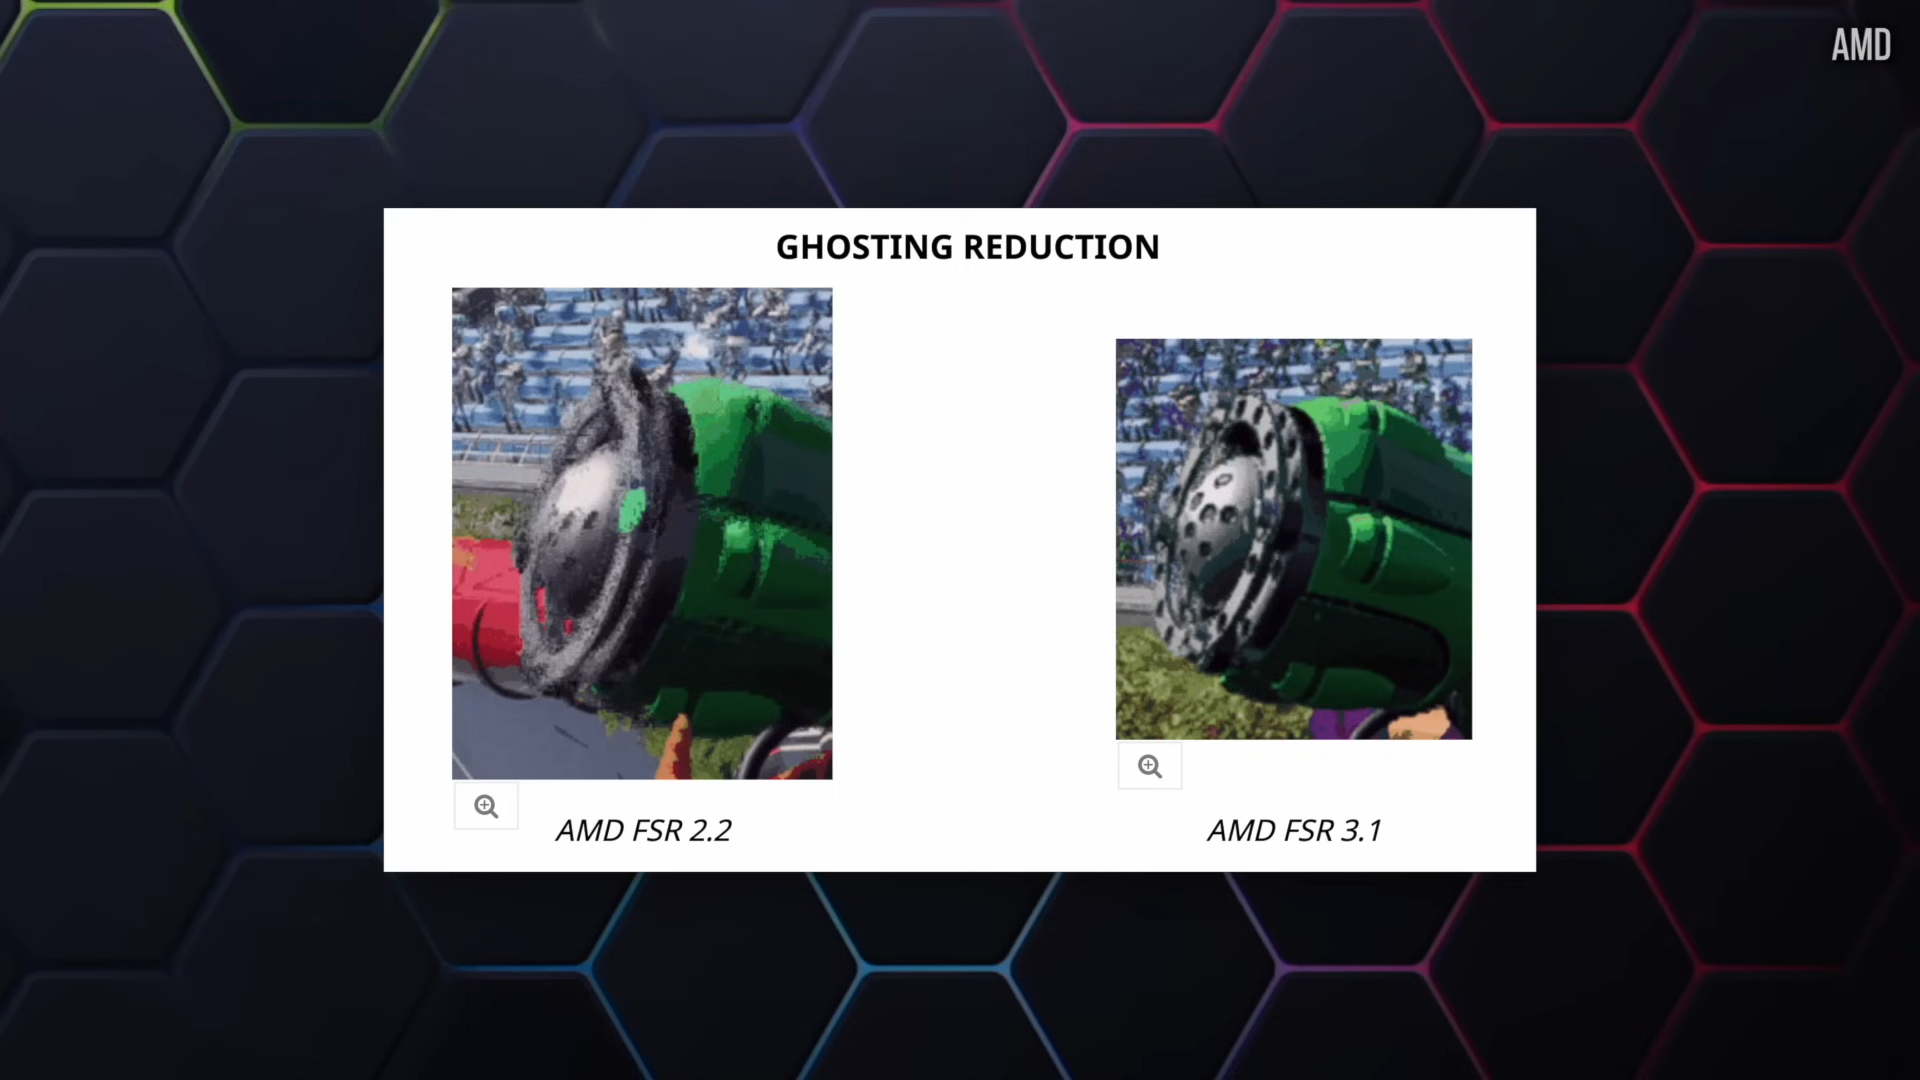 AMD
GHOSTING REDUCTION
AMD FSR 2.2
AMD FSR 3.1